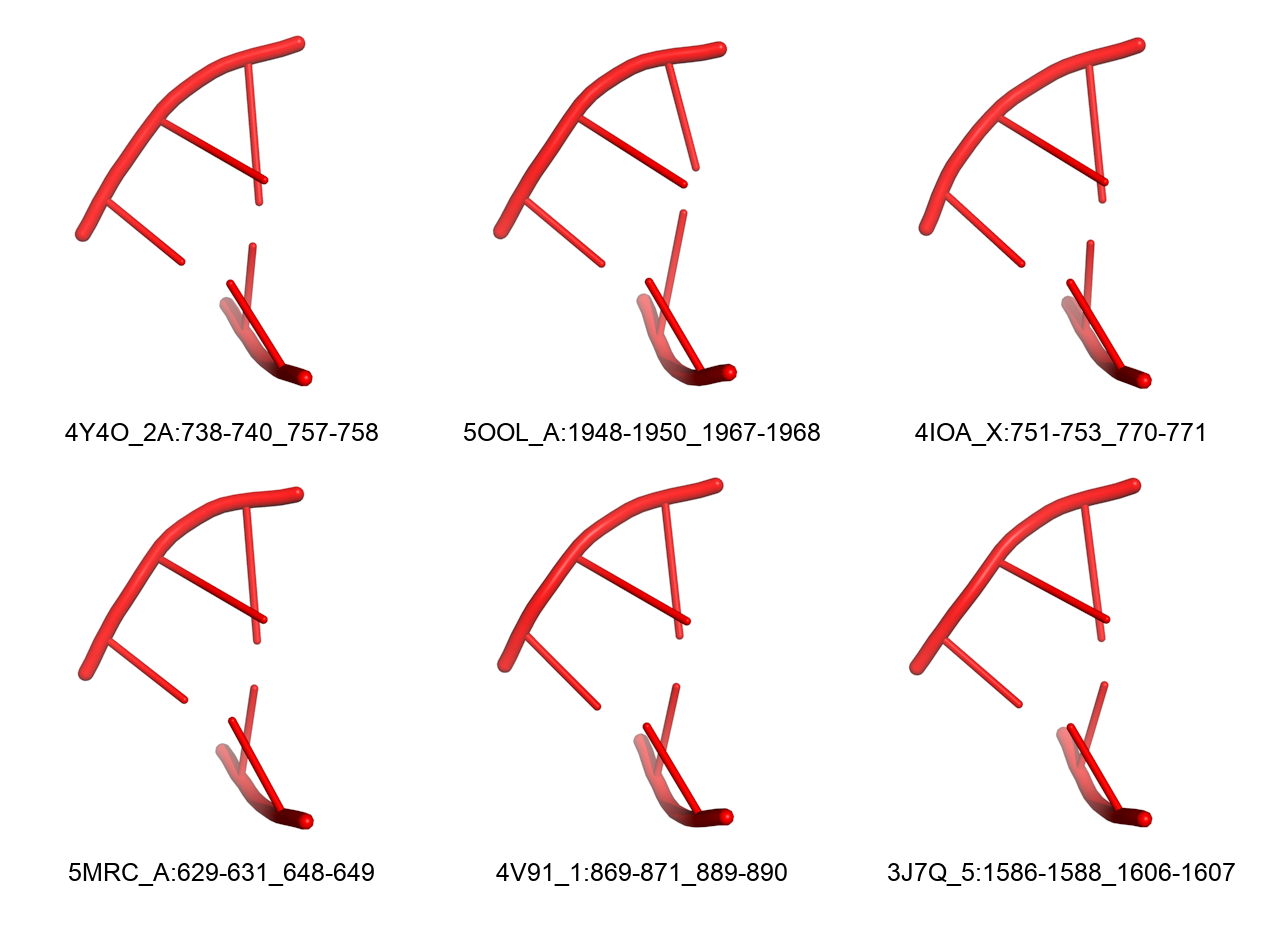 4Y4O_2A:738-740_757-758
5OOL_A:1948-1950_1967-1968
4IOA_X:751-753_770-771
5MRC_A:629-631_648-649
4V91_1:869-871_889-890
3J7Q_5:1586-1588_1606-1607